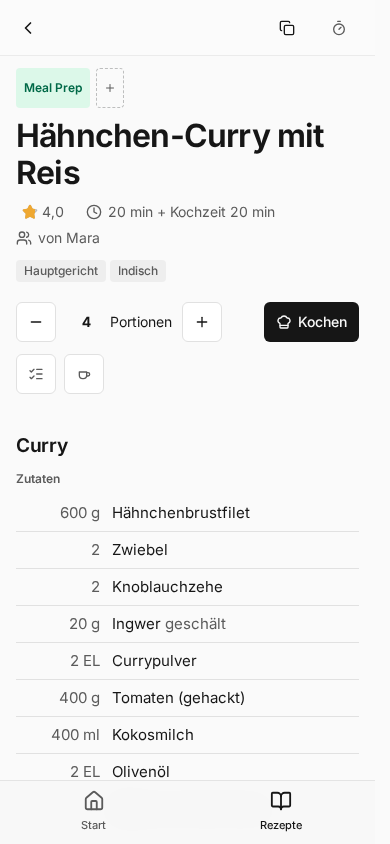 Meal Prep +
Hähnchen-Curry mit
Reis
4,0 20 min + Kochzeit 20 min
von Mara
Hauptgericht Indisch
− 4 Portionen + Kochen
Curry
Zutaten
600 g Hähnchenbrustfilet
2 Zwiebel
2 Knoblauchzehe
20 g Ingwer geschält
2 EL Currypulver
400 g Tomaten (gehackt)
400 ml Kokosmilch
2 EL Olivenöl
Start Rezepte